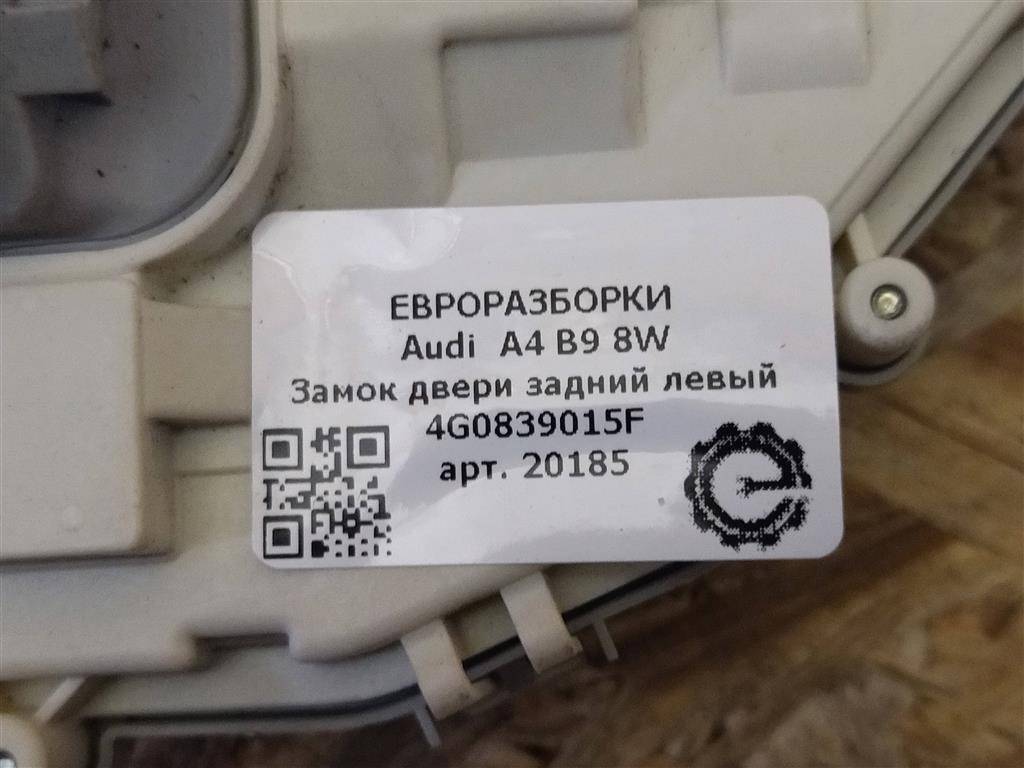 ЕВРОРАЗБОРКИ
Audi A4 B9 8W
Замок двери задний левый
4G0839015F
арт. 20185